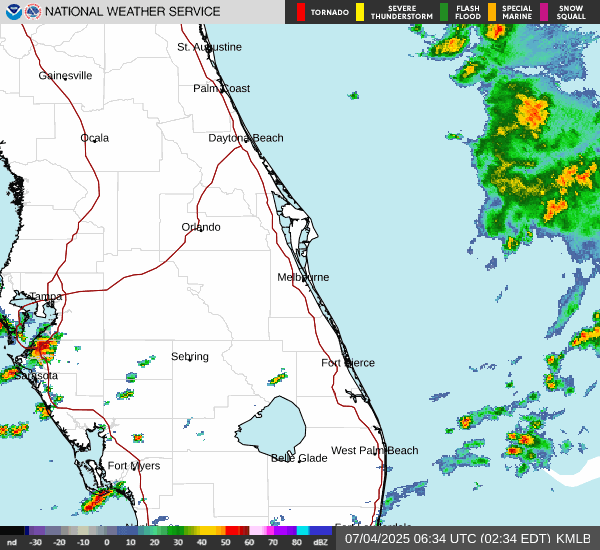 NATIONAL WEATHER SERVICE
TORNADO
SEVERE THUNDERSTORM
FLASH FLOOD
SPECIAL MARINE
SNOW SQUALL
St. Augustine
Gainesville
Palm Coast
Ocala
Daytona Beach
Orlando
Melbourne
Tampa
Sebring
Fort Pierce
Sarasota
West Palm Beach
Belle Glade
Fort Myers
nd -30 -20 -10 0 10 20 30 40 50 60 70 80 dBZ
07/04/2025 06:34 UTC (02:34 EDT) KMLB